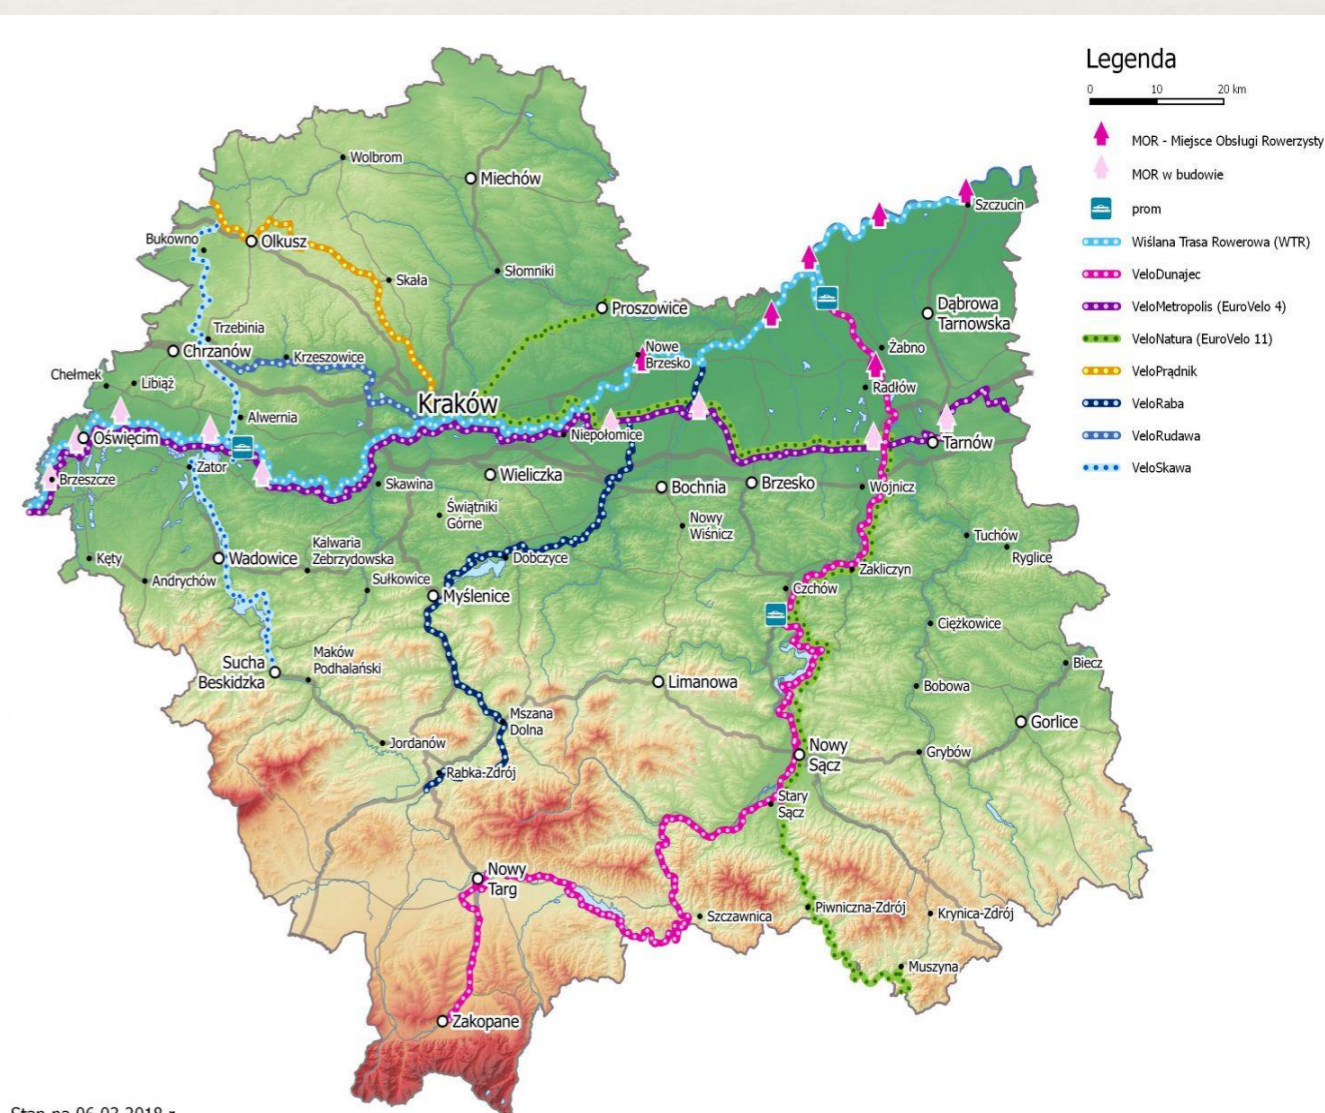 Legenda
0 10 20 km
MOR - Miejsce Obsługi Rowerzysty
MOR w budowie
prom
Wiślana Trasa Rowerowa (WTR)
VeloDunajec
VeloMetropolis (EuroVelo 4)
VeloNatura (EuroVelo 11)
VeloPrądnik
VeloRaba
VeloRudawa
VeloSkawa
Wolbrom
Miechów
Szczucin
Bukowno
Olkusz
Skała
Słomniki
Proszowice
Dąbrowa
Tarnowska
Trzebinia
Chrzanów
Krzeszowice
Nowe
Brzesko
Żabno
Chełmek
Libiąż
Radłów
Kraków
Alwernia
Oświęcim
Niepołomice
Tarnów
Zator
Brzeszcze
Skawina
Wieliczka
Bochnia
Brzesko
Wojnicz
Świątniki
Górne
Nowy
Wiśnicz
Tuchów
Ryglice
Kęty
Wadowice
Kalwaria
Zebrzydowska
Dobczyce
Andrychów
Sułkowice
Myślenice
Zakliczyn
Czchów
Ciężkowice
Sucha
Beskidzka
Maków
Podhalański
Limanowa
Biecz
Bobowa
Mszana
Dolna
Gorlice
Jordanów
Nowy
Sącz
Grybów
Rabka-Zdrój
Stary
Sącz
Nowy
Targ
Szczawnica
Piwniczna-Zdrój
Krynica-Zdrój
Muszyna
Zakopane
Stan na 06.03.2018 r.